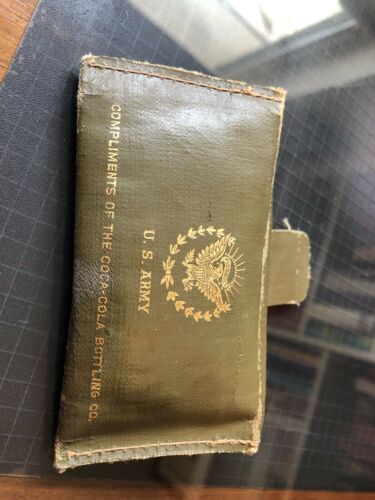 U. S. ARMY
COMPLIMENTS OF THE COCA-COLA BOTTLING CO.